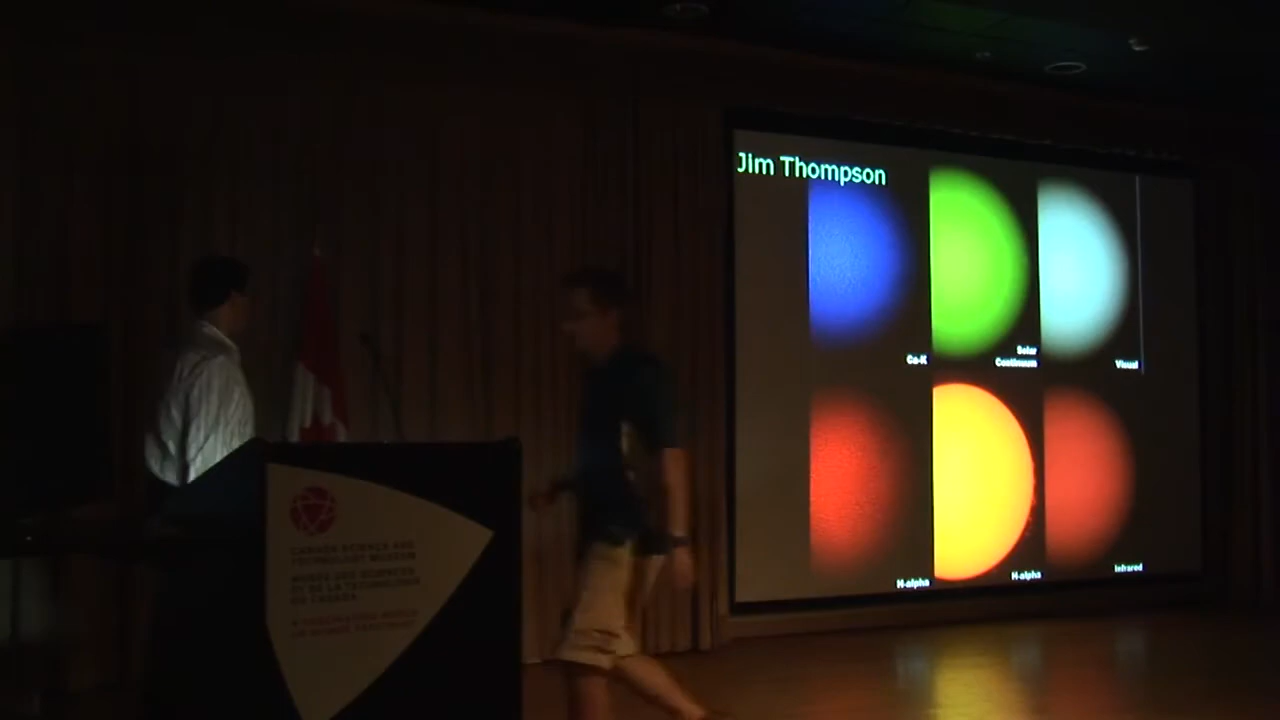 Jim Thompson
Ca-K
Solar
Continuum
Visual
H-alpha
H-alpha
Infrared
CANADA SCIENCE AND
TECHNOLOGY MUSEUM
MUSÉE DES SCIENCES
ET DE LA TECHNOLOGIE
DU CANADA